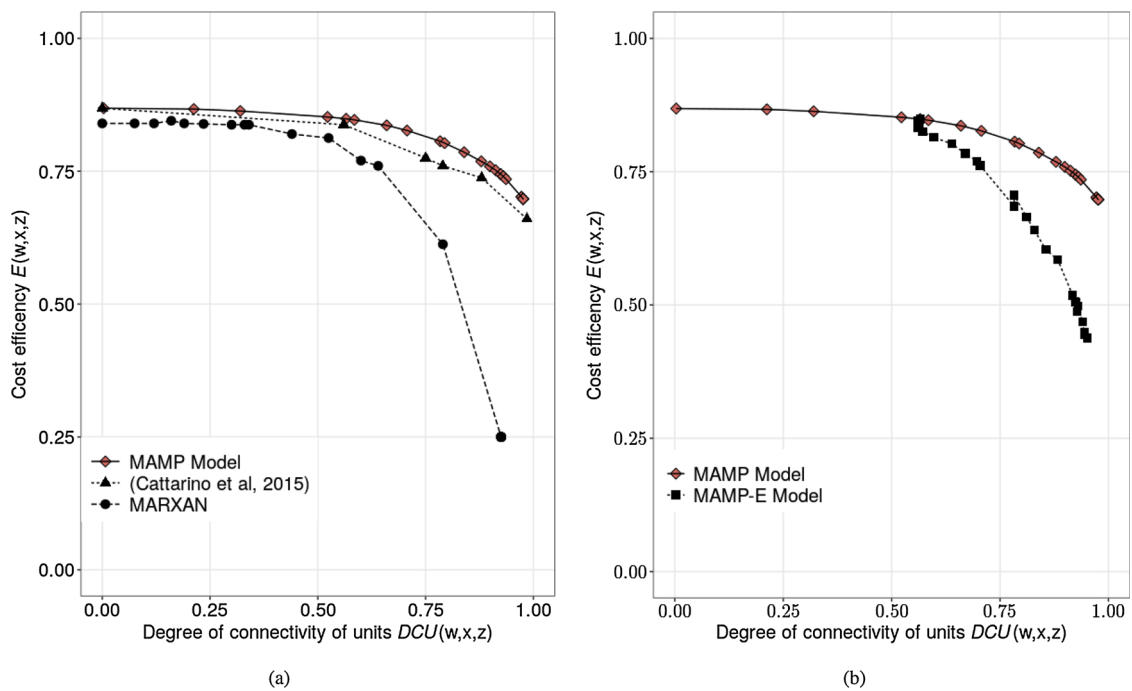 1.00
0.75
0.50
0.25
0.00
Cost efficency E(w,x,z)
MAMP Model
(Cattarino et al, 2015)
MARXAN
0.00 0.25 0.50 0.75 1.00
Degree of connectivity of units DCU(w,x,z)
(a)
1.00
0.75
0.50
0.25
0.00
Cost efficency E(w,x,z)
MAMP Model
MAMP-E Model
0.00 0.25 0.50 0.75 1.00
Degree of connectivity of units DCU(w,x,z)
(b)